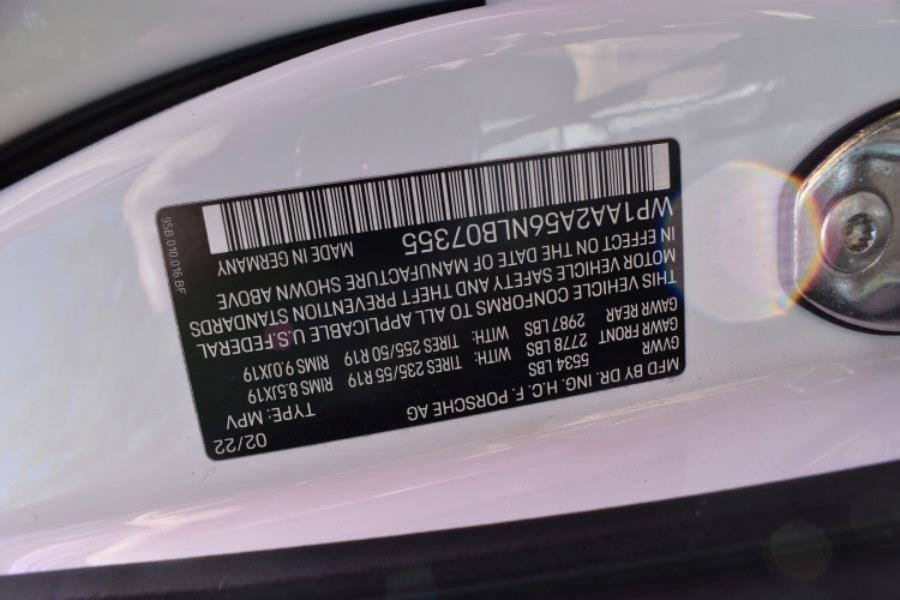 MFD BY DR. ING. H.C. F. PORSCHE AG 02/22
GVWR 5534 LBS TYPE: MPV
GAWR FRONT 2778 LBS WITH: TIRES 235/55 R19 RIMS 8.5JX19
GAWR REAR 2987 LBS WITH: TIRES 255/50 R19 RIMS 9.0JX19
THIS VEHICLE CONFORMS TO ALL APPLICABLE U.S.FEDERAL
MOTOR VEHICLE SAFETY AND THEFT PREVENTION STANDARDS
IN EFFECT ON THE DATE OF MANUFACTURE SHOWN ABOVE
WP1AA2A56NLB07355 MADE IN GERMANY
95B.010.016 BF